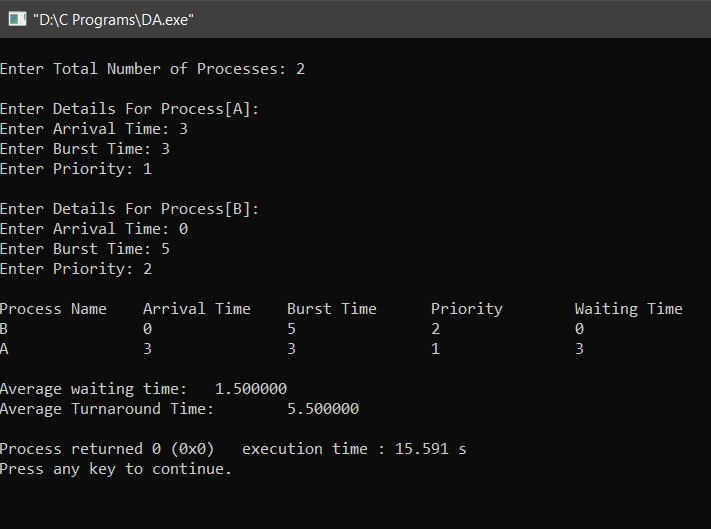 "D:\C Programs\DA.exe"
Enter Total Number of Processes: 2
Enter Details For Process[A]:
Enter Arrival Time: 3
Enter Burst Time: 3
Enter Priority: 1
Enter Details For Process[B]:
Enter Arrival Time: 0
Enter Burst Time: 5
Enter Priority: 2
Process Name    Arrival Time    Burst Time      Priority        Waiting Time
B               0               5               2               0
A               3               3               1               3
Average waiting time:   1.500000
Average Turnaround Time:        5.500000
Process returned 0 (0x0)   execution time : 15.591 s
Press any key to continue.